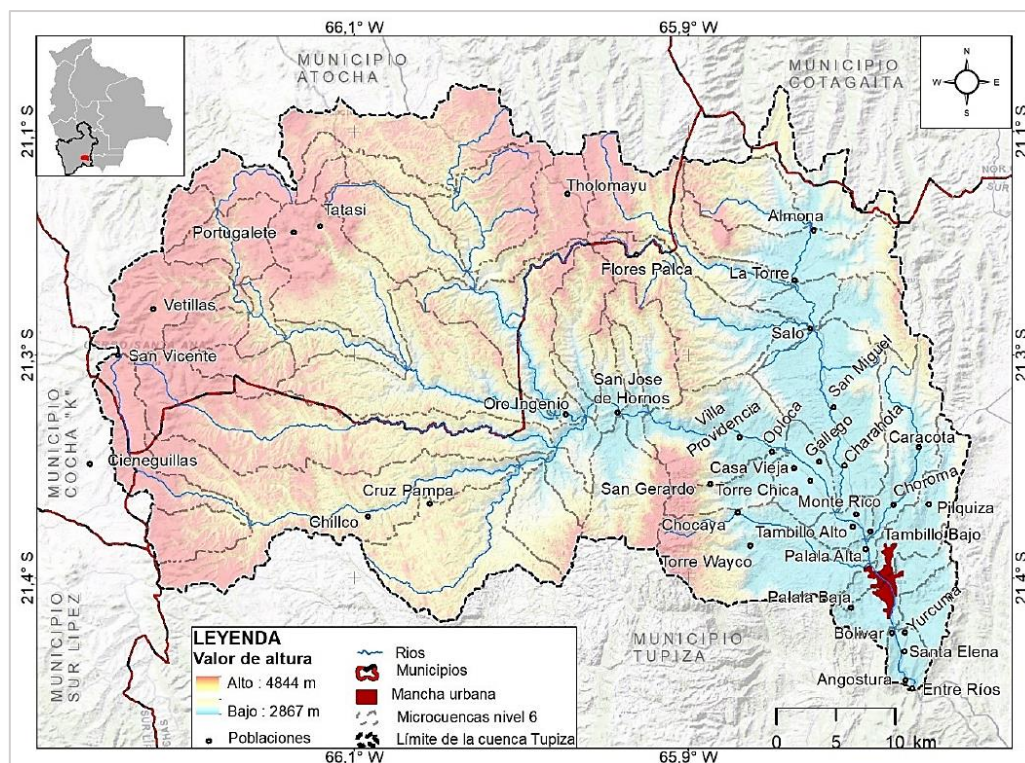 66.1° W
65.9° W
MUNICIPIO
ATOCHA
MUNICIPIO
COTAGAITA
N
W
E
S
21.1° S
21.1° S
NOR
SUR
Tholomayu
Tatasi
Portugalete
Almona
Flores Palca
La Torre
Vetillas
Salo
San Vicente
21.3° S
21.3° S
San Miguel
San Jose
de Hornos
Oro Ingenio
Villa
Providencia
Oploca
Gallego
Charahota
Caracota
MUNICIPIO
COCHA "K"
Cieneguillas
Casa Vieja
Cruz Pampa
San Gerardo
Torre Chica
Choroma
Chillco
Chocaya
Monte Rico
Pilquiza
Tambillo Alto
Tambillo Bajo
Torre Wayco
Palala Alta
21.4° S
21.4° S
Palala Baja
MUNICIPIO
SUR LIPEZ
MUNICIPIO
TUPIZA
Bolivar
Yurcuma
Santa Elena
Angostura
Entre Ríos
LEYENDA
Valor de altura
Alto : 4844 m
Bajo : 2867 m
Poblaciones
Rios
Municipios
Mancha urbana
Microcuencas nivel 6
Límite de la cuenca Tupiza
0 5 10 km
66.1° W
65.9° W